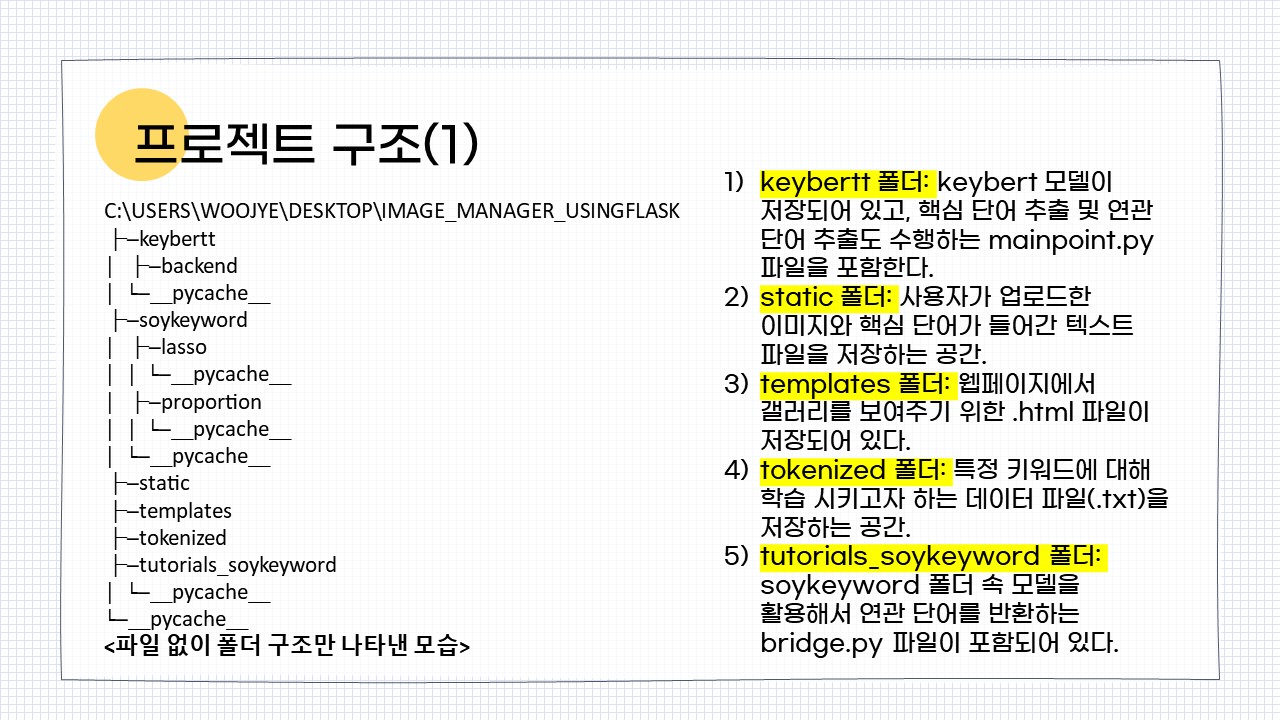 프로젝트 구조(1)
C:\USERS\WOOJYE\DESKTOP\IMAGE_MANAGER_USINGFLASK
├─keybertt
│ ├─backend
│ └─__pycache__
├─soykeyword
│ ├─lasso
│ │ └─__pycache__
│ ├─proportion
│ │ └─__pycache__
│ └─__pycache__
├─static
├─templates
├─tokenized
├─tutorials_soykeyword
│ └─__pycache__
└─__pycache__
<파일 없이 폴더 구조만 나타낸 모습>
1) keybertt 폴더: keybert 모델이
저장되어 있고, 핵심 단어 추출 및 연관
단어 추출도 수행하는 mainpoint.py
파일을 포함한다.
2) static 폴더: 사용자가 업로드한
이미지와 핵심 단어가 들어간 텍스트
파일을 저장하는 공간.
3) templates 폴더: 웹페이지에서
갤러리를 보여주기 위한 .html 파일이
저장되어 있다.
4) tokenized 폴더: 특정 키워드에 대해
학습 시키고자 하는 데이터 파일(.txt)을
저장하는 공간.
5) tutorials_soykeyword 폴더:
soykeyword 폴더 속 모델을
활용해서 연관 단어를 반환하는
bridge.py 파일이 포함되어 있다.